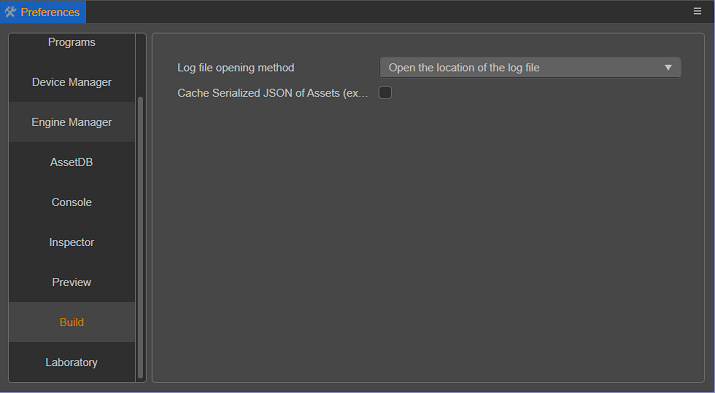 Preferences
Programs
Device Manager
Engine Manager
AssetDB
Console
Inspector
Preview
Build
Laboratory
Log file opening method
Open the location of the log file
Cache Serialized JSON of Assets (ex...